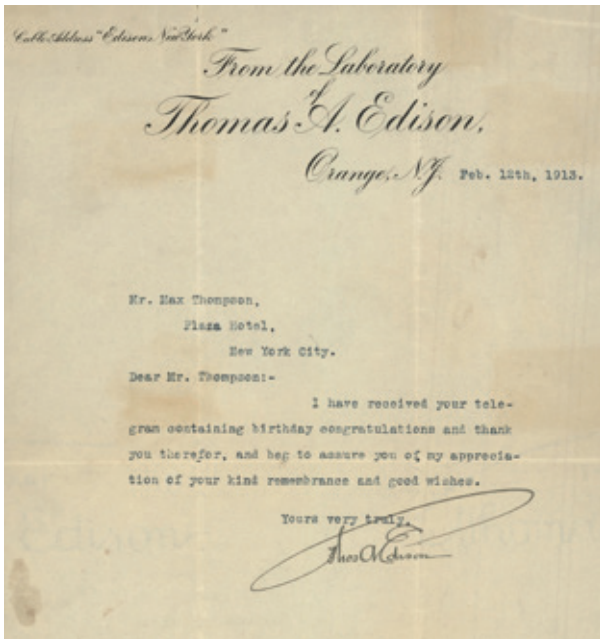 Cable Address "Edison, New York"
From the Laboratory
of
Thomas A. Edison,
Orange, N.J. Feb. 12th, 1913.
Mr. Max Thompson,
Plaza Hotel,
New York City.
Dear Mr. Thompson:-
I have received your tele-
gram containing birthday congratulations and thank
you therefor, and beg to assure you of my apprecia-
tion of your kind remembrance and good wishes.
Yours very truly,
Thos A Edison